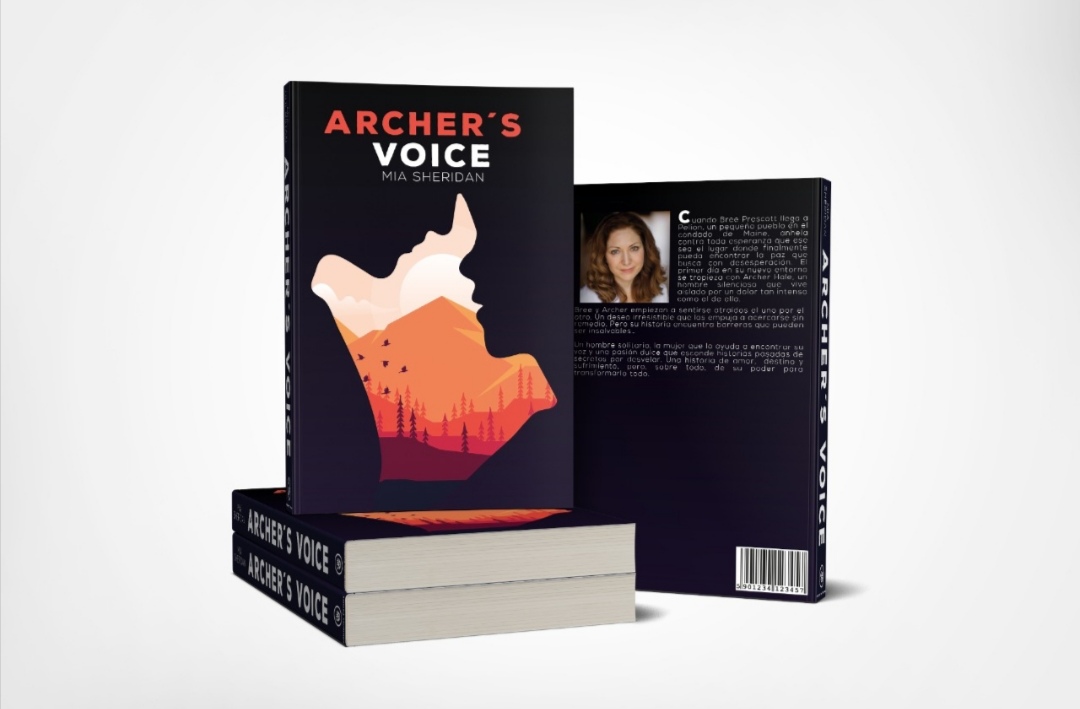 ARCHER´S
VOICE
MIA SHERIDAN
ARCHER'S VOICE
Cuando Bree Prescott llega a
Pelion, un pequeño pueblo en el
condado de Maine, anhela
contra toda esperanza que ese
sea el lugar donde finalmente
pueda encontrar la paz que
busca con desesperación. El
primer día en su nuevo entorno
se tropieza con Archer Hale, un
hombre silencioso que vive
aislado por un dolor tan intenso
como el de ella.
Bree y Archer empiezan a sentirse atraídos el uno por el
otro. Un deseo irresistible que los empuja a acercarse sin
remedio. Pero su historia encuentra barreras que pueden
ser insalvables...
Un hombre solitario, la mujer que lo ayuda a encontrar su
voz y una pasión dulce que esconde historias pasadas de
secretos por desvelar. Una historia de amor, destino y
sufrimiento, pero, sobre todo, de su poder para
transformarlo todo.
ARCHER'S VOICE
9 901234 123457
ARCHER'S VOICE
ARCHER'S VOICE